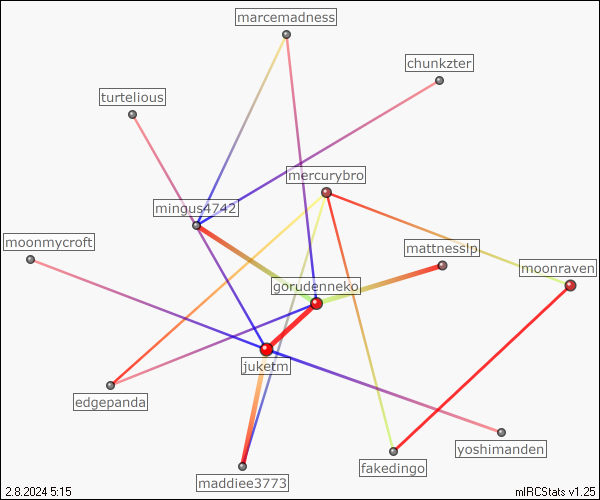 marcemadness
chunkzter
turtelious
mercurybro
mingus4742
moonmycroft
mattnesslp
moonraven
gorudenneko
juketm
edgepanda
yoshimanden
fakedingo
maddiee3773
2.8.2024 5:15
mIRCStats v1.25